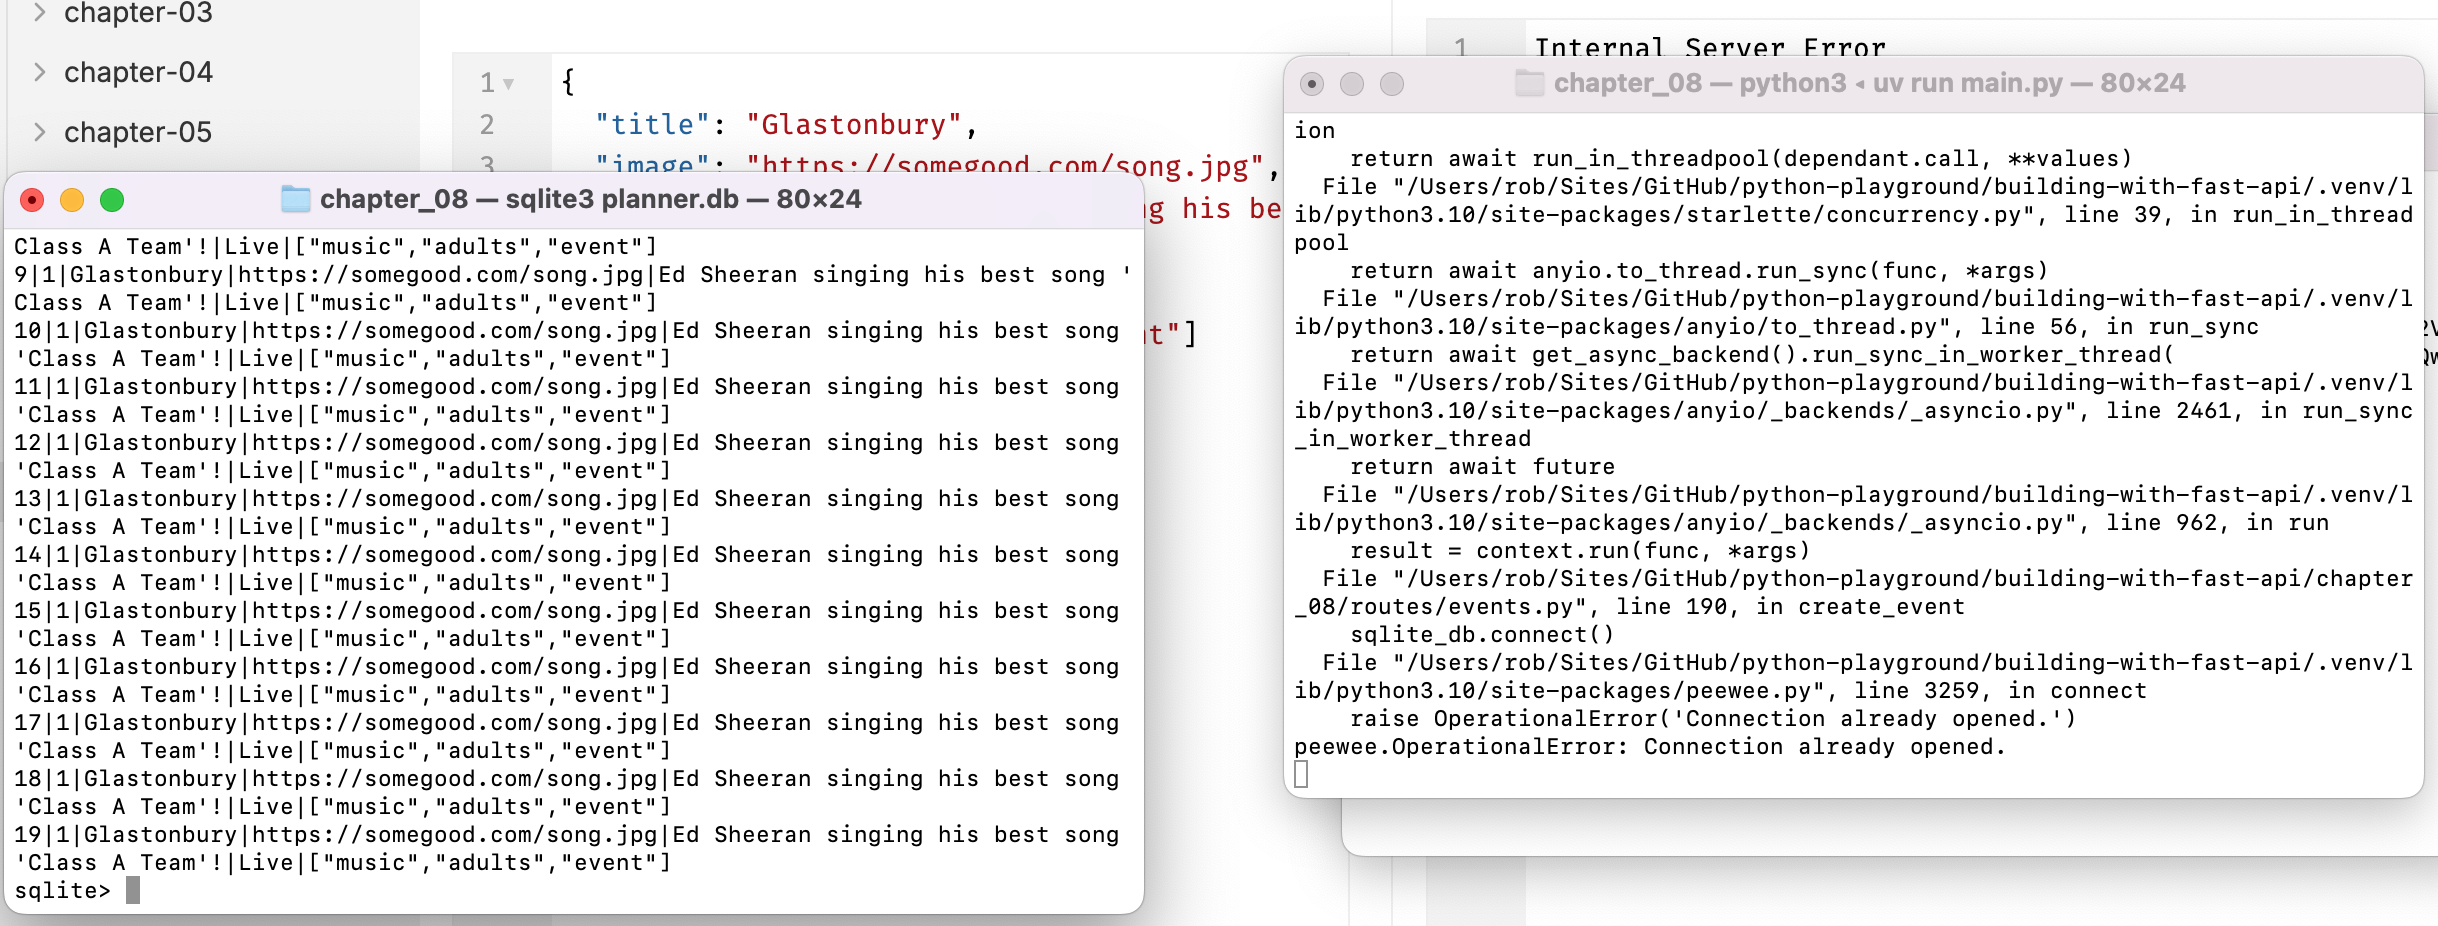 chapter-03
chapter-04
chapter-05
1
{
2
"title": "Glastonbury",
3
"image": "https://somegood.com/song.jpg",
ng his be
nt"]
1
Internal Server Error
chapter_08 — sqlite3 planner.db — 80×24
Class A Team'!|Live|["music","adults","event"]
9|1|Glastonbury|https://somegood.com/song.jpg|Ed Sheeran singing his best song '
Class A Team'!|Live|["music","adults","event"]
10|1|Glastonbury|https://somegood.com/song.jpg|Ed Sheeran singing his best song
'Class A Team'!|Live|["music","adults","event"]
11|1|Glastonbury|https://somegood.com/song.jpg|Ed Sheeran singing his best song
'Class A Team'!|Live|["music","adults","event"]
12|1|Glastonbury|https://somegood.com/song.jpg|Ed Sheeran singing his best song
'Class A Team'!|Live|["music","adults","event"]
13|1|Glastonbury|https://somegood.com/song.jpg|Ed Sheeran singing his best song
'Class A Team'!|Live|["music","adults","event"]
14|1|Glastonbury|https://somegood.com/song.jpg|Ed Sheeran singing his best song
'Class A Team'!|Live|["music","adults","event"]
15|1|Glastonbury|https://somegood.com/song.jpg|Ed Sheeran singing his best song
'Class A Team'!|Live|["music","adults","event"]
16|1|Glastonbury|https://somegood.com/song.jpg|Ed Sheeran singing his best song
'Class A Team'!|Live|["music","adults","event"]
17|1|Glastonbury|https://somegood.com/song.jpg|Ed Sheeran singing his best song
'Class A Team'!|Live|["music","adults","event"]
18|1|Glastonbury|https://somegood.com/song.jpg|Ed Sheeran singing his best song
'Class A Team'!|Live|["music","adults","event"]
19|1|Glastonbury|https://somegood.com/song.jpg|Ed Sheeran singing his best song
'Class A Team'!|Live|["music","adults","event"]
sqlite>
chapter_08 — python3 ◂ uv run main.py — 80×24
ion
    return await run_in_threadpool(dependant.call, **values)
  File "/Users/rob/Sites/GitHub/python-playground/building-with-fast-api/.venv/l
ib/python3.10/site-packages/starlette/concurrency.py", line 39, in run_in_thread
pool
    return await anyio.to_thread.run_sync(func, *args)
  File "/Users/rob/Sites/GitHub/python-playground/building-with-fast-api/.venv/l
ib/python3.10/site-packages/anyio/to_thread.py", line 56, in run_sync
    return await get_async_backend().run_sync_in_worker_thread(
  File "/Users/rob/Sites/GitHub/python-playground/building-with-fast-api/.venv/l
ib/python3.10/site-packages/anyio/_backends/_asyncio.py", line 2461, in run_sync
_in_worker_thread
    return await future
  File "/Users/rob/Sites/GitHub/python-playground/building-with-fast-api/.venv/l
ib/python3.10/site-packages/anyio/_backends/_asyncio.py", line 962, in run
    result = context.run(func, *args)
  File "/Users/rob/Sites/GitHub/python-playground/building-with-fast-api/chapter
_08/routes/events.py", line 190, in create_event
    sqlite_db.connect()
  File "/Users/rob/Sites/GitHub/python-playground/building-with-fast-api/.venv/l
ib/python3.10/site-packages/peewee.py", line 3259, in connect
    raise OperationalError('Connection already opened.')
peewee.OperationalError: Connection already opened.